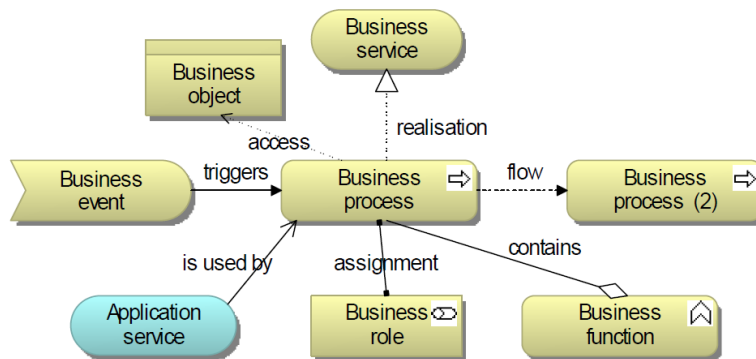 Business
service
Business
object
realisation
access
triggers
flow
Business
event
Business
process
Business
process (2)
contains
is used by
assignment
Application
service
Business
role
Business
function